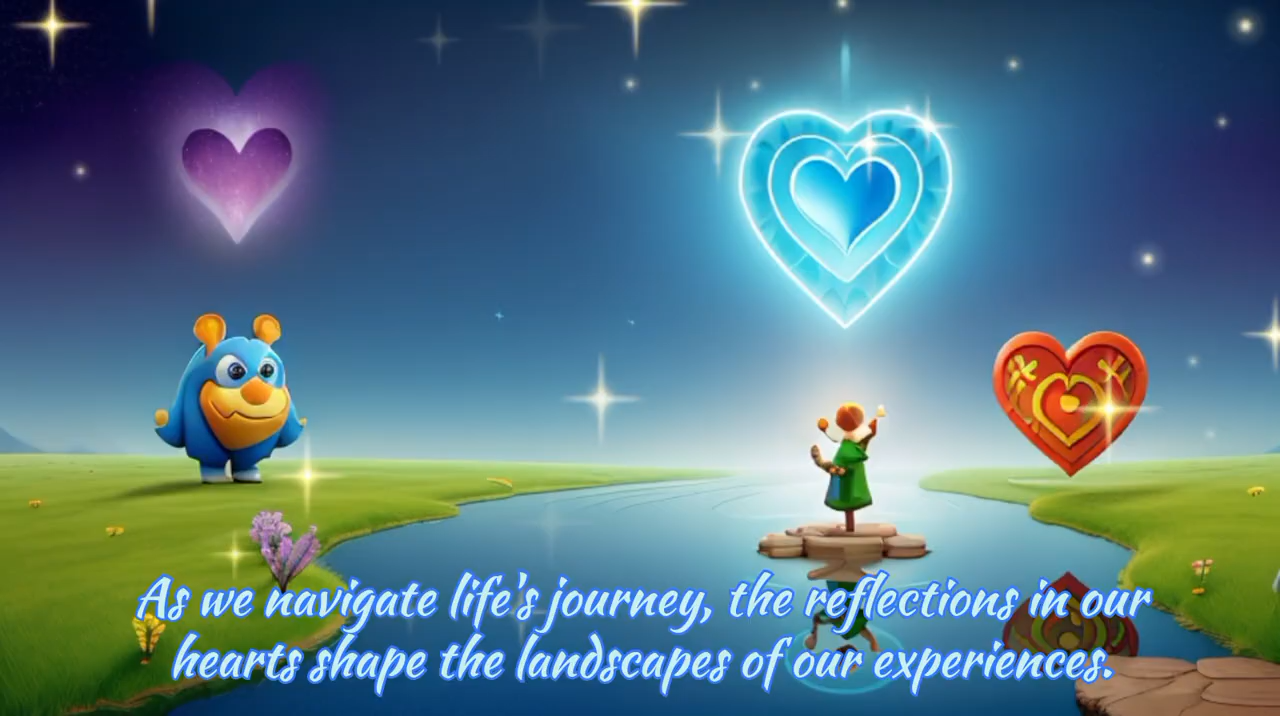 As we navigate life's journey, the reflections in our
hearts shape the landscapes of our experiences.